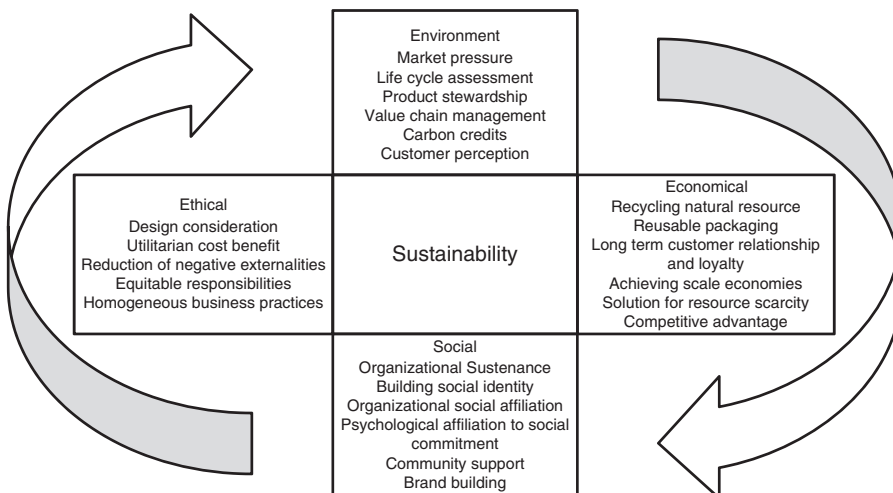 Environment
Market pressure
Life cycle assessment
Product stewardship
Value chain management
Carbon credits
Customer perception
Ethical
Design consideration
Utilitarian cost benefit
Reduction of negative externalities
Equitable responsibilities
Homogeneous business practices
Sustainability
Economical
Recycling natural resource
Reusable packaging
Long term customer relationship
and loyalty
Achieving scale economies
Solution for resource scarcity
Competitive advantage
Social
Organizational Sustenance
Building social identity
Organizational social affiliation
Psychological affiliation to social
commitment
Community support
Brand building